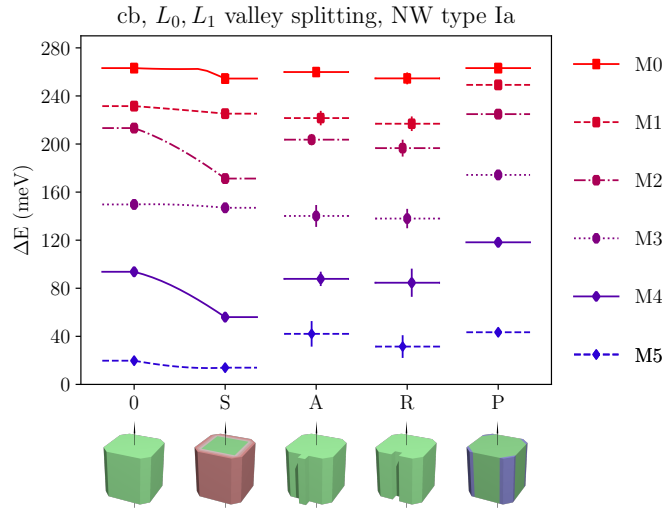 cb, L₀, L₁ valley splitting, NW type Ia
ΔE (meV)
280
240
200
160
120
80
40
0
0 S A R P
M0
M1
M2
M3
M4
M5